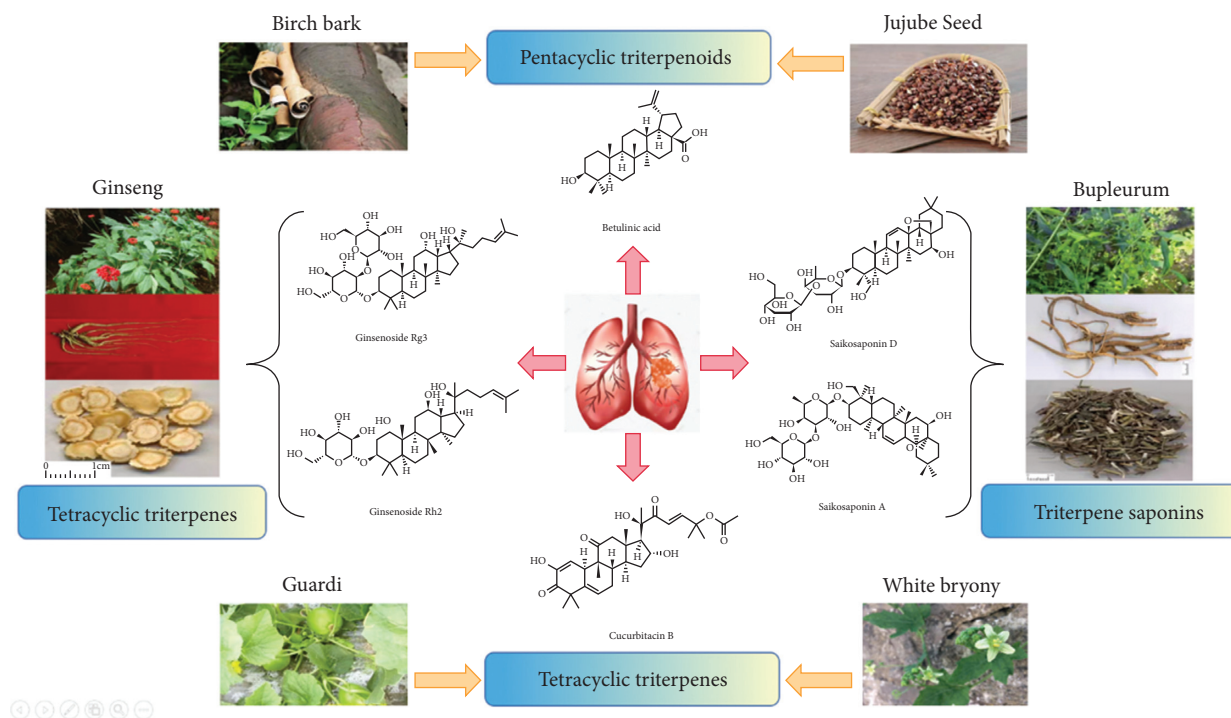 Birch bark
Pentacyclic triterpenoids
Jujube Seed
Betulinic acid
Ginseng
Bupleurum
Ginsenoside Rg3
Saikosaponin D
Ginsenoside Rh2
Saikosaponin A
0 1cm
Tetracyclic triterpenes
Triterpene saponins
Guardi
White bryony
Cucurbitacin B
Tetracyclic triterpenes